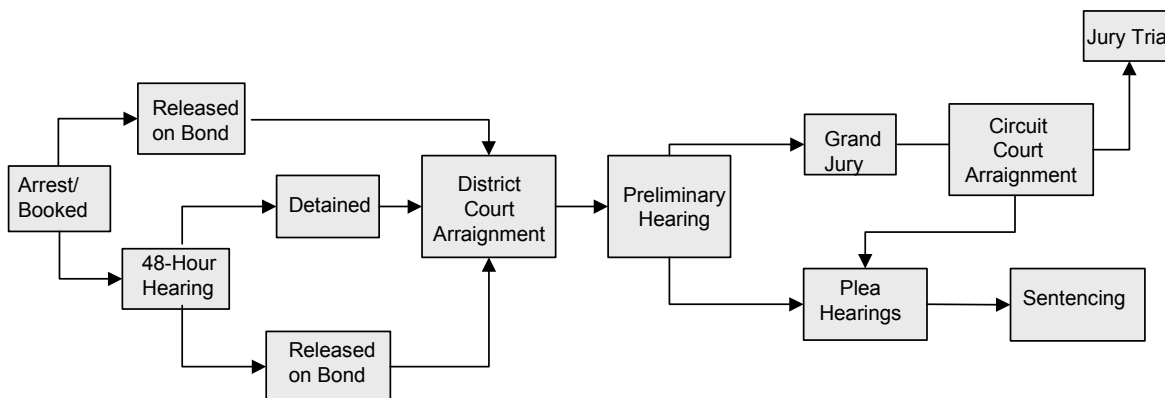 Jury Tria
Released
on Bond
Arrest/
Booked
48-Hour
Hearing
Detained
Released
on Bond
District
Court
Arraignment
Preliminary
Hearing
Grand
Jury
Circuit
Court
Arraignment
Plea
Hearings
Sentencing